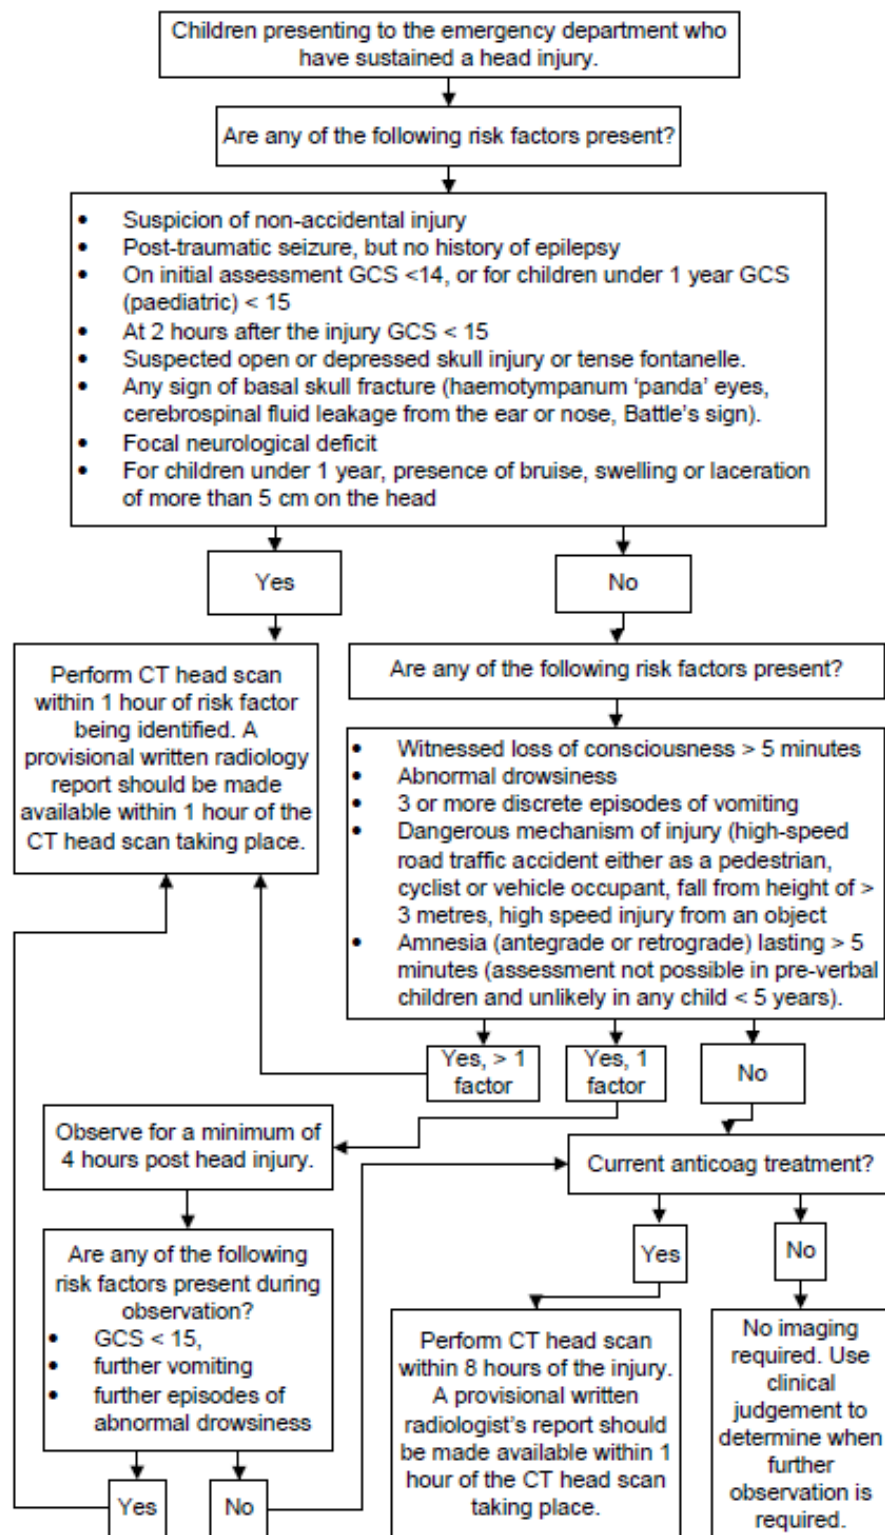 Children presenting to the emergency department who
have sustained a head injury.
Are any of the following risk factors present?
• Suspicion of non-accidental injury
• Post-traumatic seizure, but no history of epilepsy
• On initial assessment GCS <14, or for children under 1 year GCS
(paediatric) < 15
• At 2 hours after the injury GCS < 15
• Suspected open or depressed skull injury or tense fontanelle.
• Any sign of basal skull fracture (haemotympanum ‘panda’ eyes,
cerebrospinal fluid leakage from the ear or nose, Battle’s sign).
• Focal neurological deficit
• For children under 1 year, presence of bruise, swelling or laceration
of more than 5 cm on the head
Yes
No
Perform CT head scan
within 1 hour of risk factor
being identified. A
provisional written radiology
report should be made
available within 1 hour of the
CT head scan taking place.
Are any of the following risk factors present?
• Witnessed loss of consciousness > 5 minutes
• Abnormal drowsiness
• 3 or more discrete episodes of vomiting
• Dangerous mechanism of injury (high-speed
road traffic accident either as a pedestrian,
cyclist or vehicle occupant, fall from height of >
3 metres, high speed injury from an object
• Amnesia (antegrade or retrograde) lasting > 5
minutes (assessment not possible in pre-verbal
children and unlikely in any child < 5 years).
Yes, > 1
factor
Yes, 1
factor
No
Observe for a minimum of
4 hours post head injury.
Current anticoag treatment?
Are any of the following
risk factors present during
observation?
• GCS < 15,
• further vomiting
• further episodes of
abnormal drowsiness
Yes
No
Yes
No
Perform CT head scan
within 8 hours of the injury.
A provisional written
radiologist’s report should
be made available within 1
hour of the CT head scan
taking place.
No imaging
required. Use
clinical
judgement to
determine when
further
observation is
required.